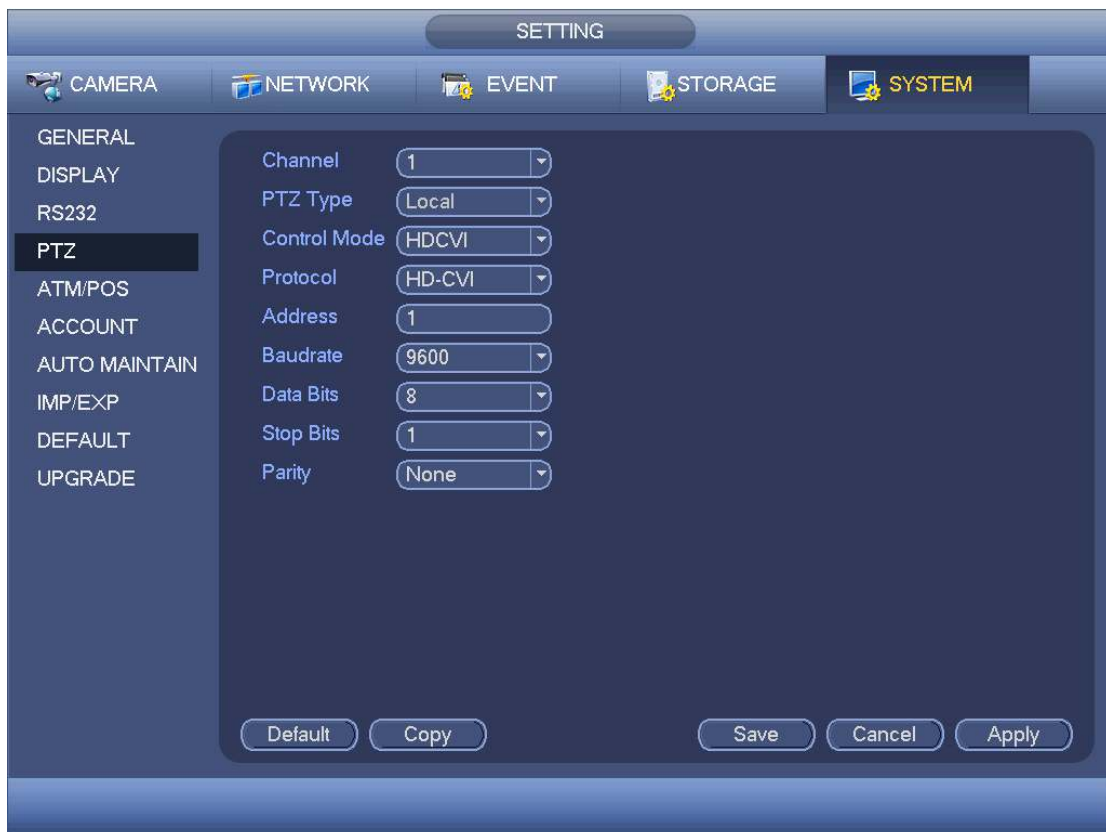 SETTING
CAMERA NETWORK EVENT STORAGE SYSTEM
GENERAL
DISPLAY
RS232
PTZ
ATM/POS
ACCOUNT
AUTO MAINTAIN
IMP/EXP
DEFAULT
UPGRADE
Channel 1
PTZ Type Local
Control Mode HDCVI
Protocol HD-CVI
Address 1
Baudrate 9600
Data Bits 8
Stop Bits 1
Parity None
Default Copy Save Cancel Apply